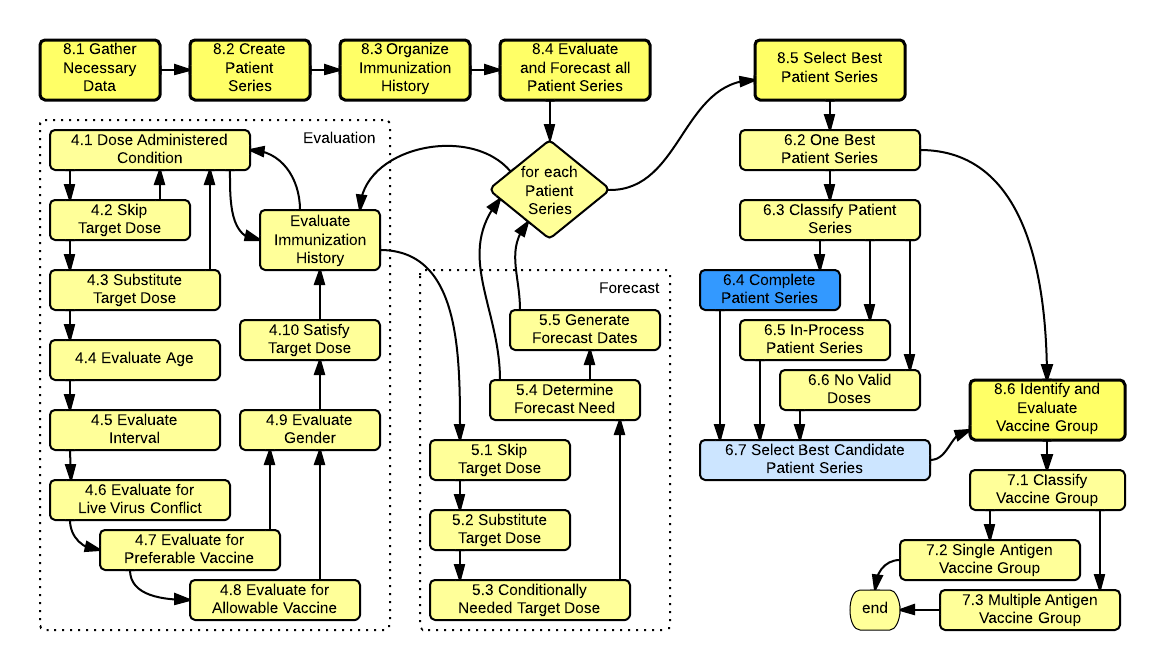 8.1 Gather
Necessary
Data
8.2 Create
Patient
Series
8.3 Organize
Immunization
History
8.4 Evaluate
and Forecast all
Patient Series
8.5 Select Best
Patient Series
Evaluation
4.1 Dose Administered
Condition
4.2 Skip
Target Dose
4.3 Substitute
Target Dose
4.4 Evaluate Age
4.5 Evaluate
Interval
4.6 Evaluate for
Live Virus Conflict
4.7 Evaluate for
Preferable Vaccine
4.8 Evaluate for
Allowable Vaccine
4.9 Evaluate
Gender
4.10 Satisfy
Target Dose
Evaluate
Immunization
History
for each
Patient
Series
Forecast
5.5 Generate
Forecast Dates
5.4 Determine
Forecast Need
5.1 Skip
Target Dose
5.2 Substitute
Target Dose
5.3 Conditionally
Needed Target Dose
6.2 One Best
Patient Series
6.3 Classify Patient
Series
6.4 Complete
Patient Series
6.5 In-Process
Patient Series
6.6 No Valid
Doses
6.7 Select Best Candidate
Patient Series
8.6 Identify and
Evaluate
Vaccine Group
7.1 Classify
Vaccine Group
7.2 Single Antigen
Vaccine Group
7.3 Multiple Antigen
Vaccine Group
end